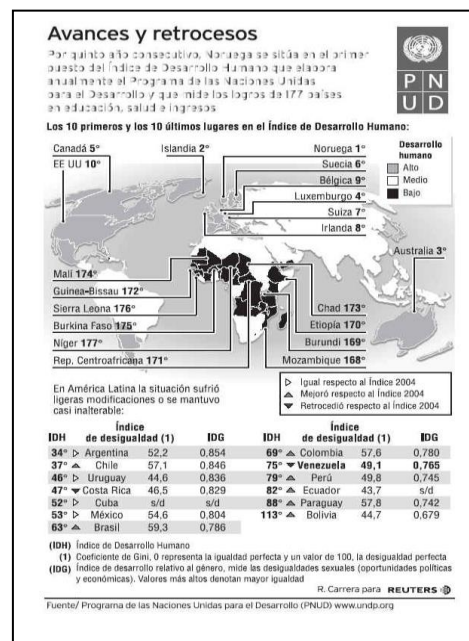 Avances y retrocesos
Por quinto año consecutivo, Noruega se sitúa en el primer
puesto del Índice de Desarrollo Humano que elabora
anualmente el Programa de las Naciones Unidas
para el Desarrollo y que mide los logros de 177 países
en educación, salud e ingresos
P N
U D
Los 10 primeros y los 10 últimos lugares en el Índice de Desarrollo Humano:
Canadá 5°
EE UU 10°
Islandia 2°
Noruega 1°
Suecia 6°
Bélgica 9°
Luxemburgo 4°
Suiza 7°
Irlanda 8°
Desarrollo
humano
Alto
Medio
Bajo
Australia 3°
Malí 174°
Guinea-Bissau 172°
Sierra Leona 176°
Burkina Faso 175°
Níger 177°
Rep. Centroafricana 171°
Chad 173°
Etiopía 170°
Burundi 169°
Mozambique 168°
▷ Igual respecto al Índice 2004
▲ Mejoró respecto al Índice 2004
▼ Retrocedió respecto al Índice 2004
En América Latina la situación sufrió
ligeras modificaciones o se mantuvo
casi inalterable:
IDH Índice de desigualdad (1) IDG
34° ▷ Argentina 52,2 0,854
37° ▲ Chile 57,1 0,846
46° ▷ Uruguay 44,6 0,836
47° ▼ Costa Rica 46,5 0,829
52° ▷ Cuba s/d s/d
53° ▷ México 54,6 0,804
63° ▲ Brasil 59,3 0,786
Índice de desigualdad (1) IDG
69° ▲ Colombia 57,6 0,780
75° ▼ Venezuela 49,1 0,765
79° ▲ Perú 49,8 0,745
82° ▲ Ecuador 43,7 s/d
88° ▲ Paraguay 57,8 0,742
113° ▲ Bolivia 44,7 0.679
(IDH) Índice de Desarrollo Humano
(1) Coeficiente de Gini, 0 representa la igualdad perfecta y un valor de 100, la desigualdad perfecta
(IDG) Índice de desarrollo relativo al género, mide las desigualdades sexuales (oportunidades políticas
y económicas). Valores más altos denotan mayor igualdad
R. Carrera para REUTERS
Fuente/ Programa de las Naciones Unidas para el Desarrollo (PNUD) www.undp.org